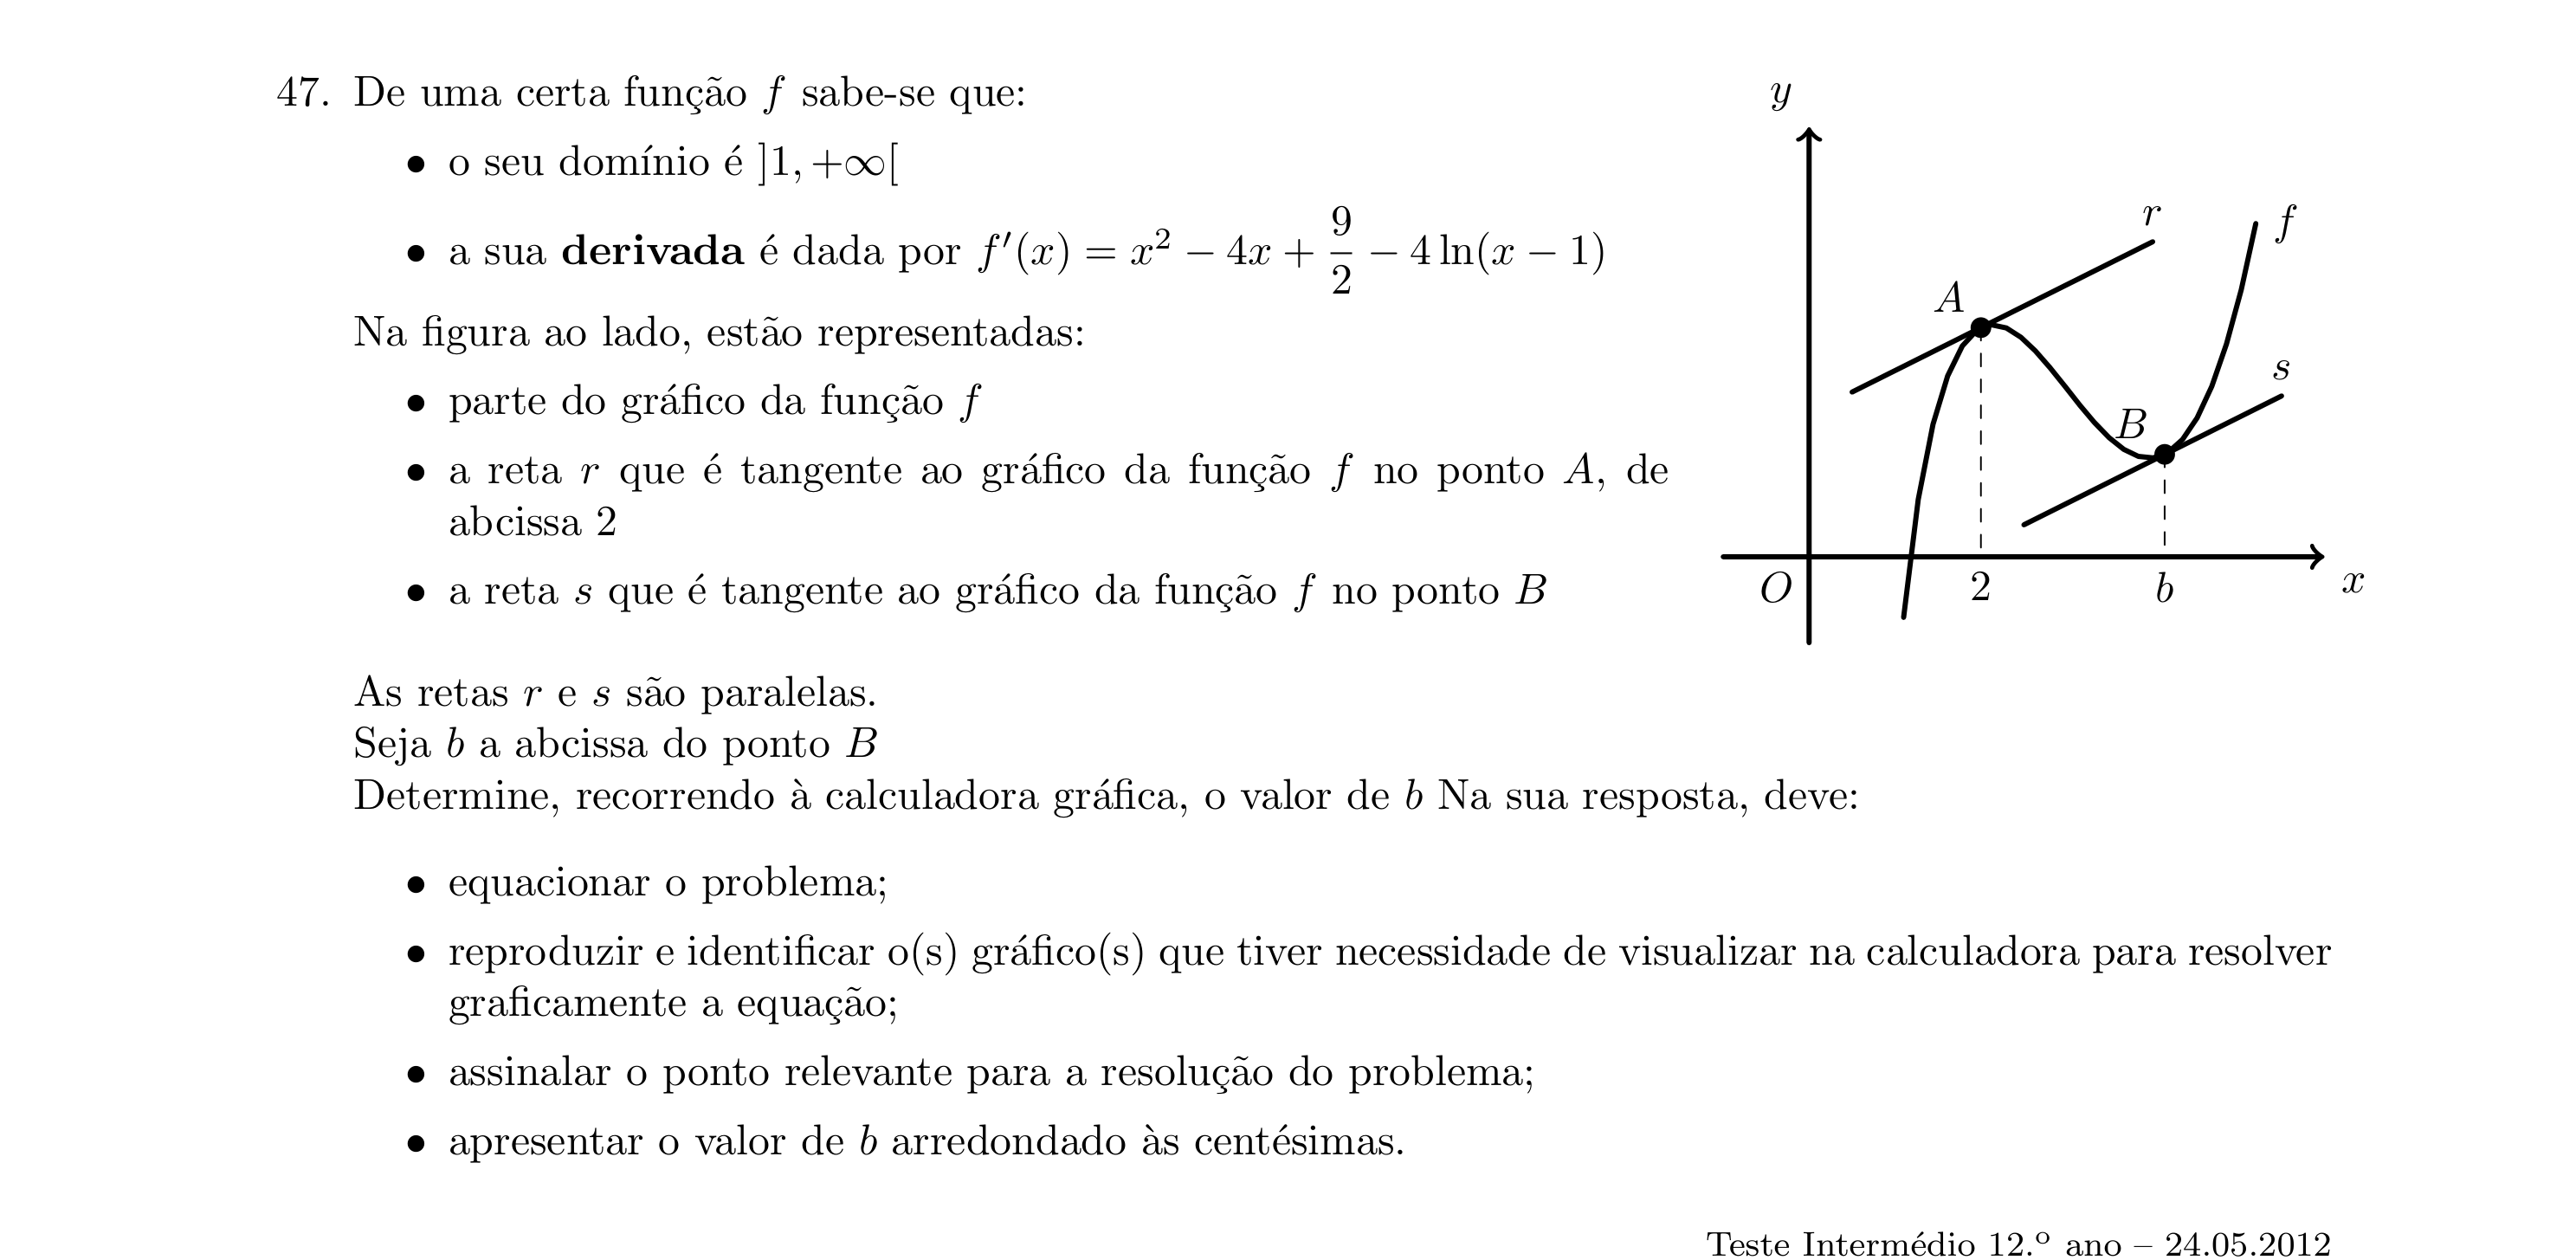 47. De uma certa função f sabe-se que:
• o seu domínio é ]1, +∞[
• a sua derivada é dada por f′(x) = x² − 4x + 9/2 − 4 ln(x − 1)
Na figura ao lado, estão representadas:
• parte do gráfico da função f
• a reta r que é tangente ao gráfico da função f no ponto A, de
abcissa 2
• a reta s que é tangente ao gráfico da função f no ponto B
y
r
f
A
s
B
O
2
b
x
As retas r e s são paralelas.
Seja b a abcissa do ponto B
Determine, recorrendo à calculadora gráfica, o valor de b Na sua resposta, deve:
• equacionar o problema;
• reproduzir e identificar o(s) gráfico(s) que tiver necessidade de visualizar na calculadora para resolver
graficamente a equação;
• assinalar o ponto relevante para a resolução do problema;
• apresentar o valor de b arredondado às centésimas.
Teste Intermédio 12.º ano – 24.05.2012